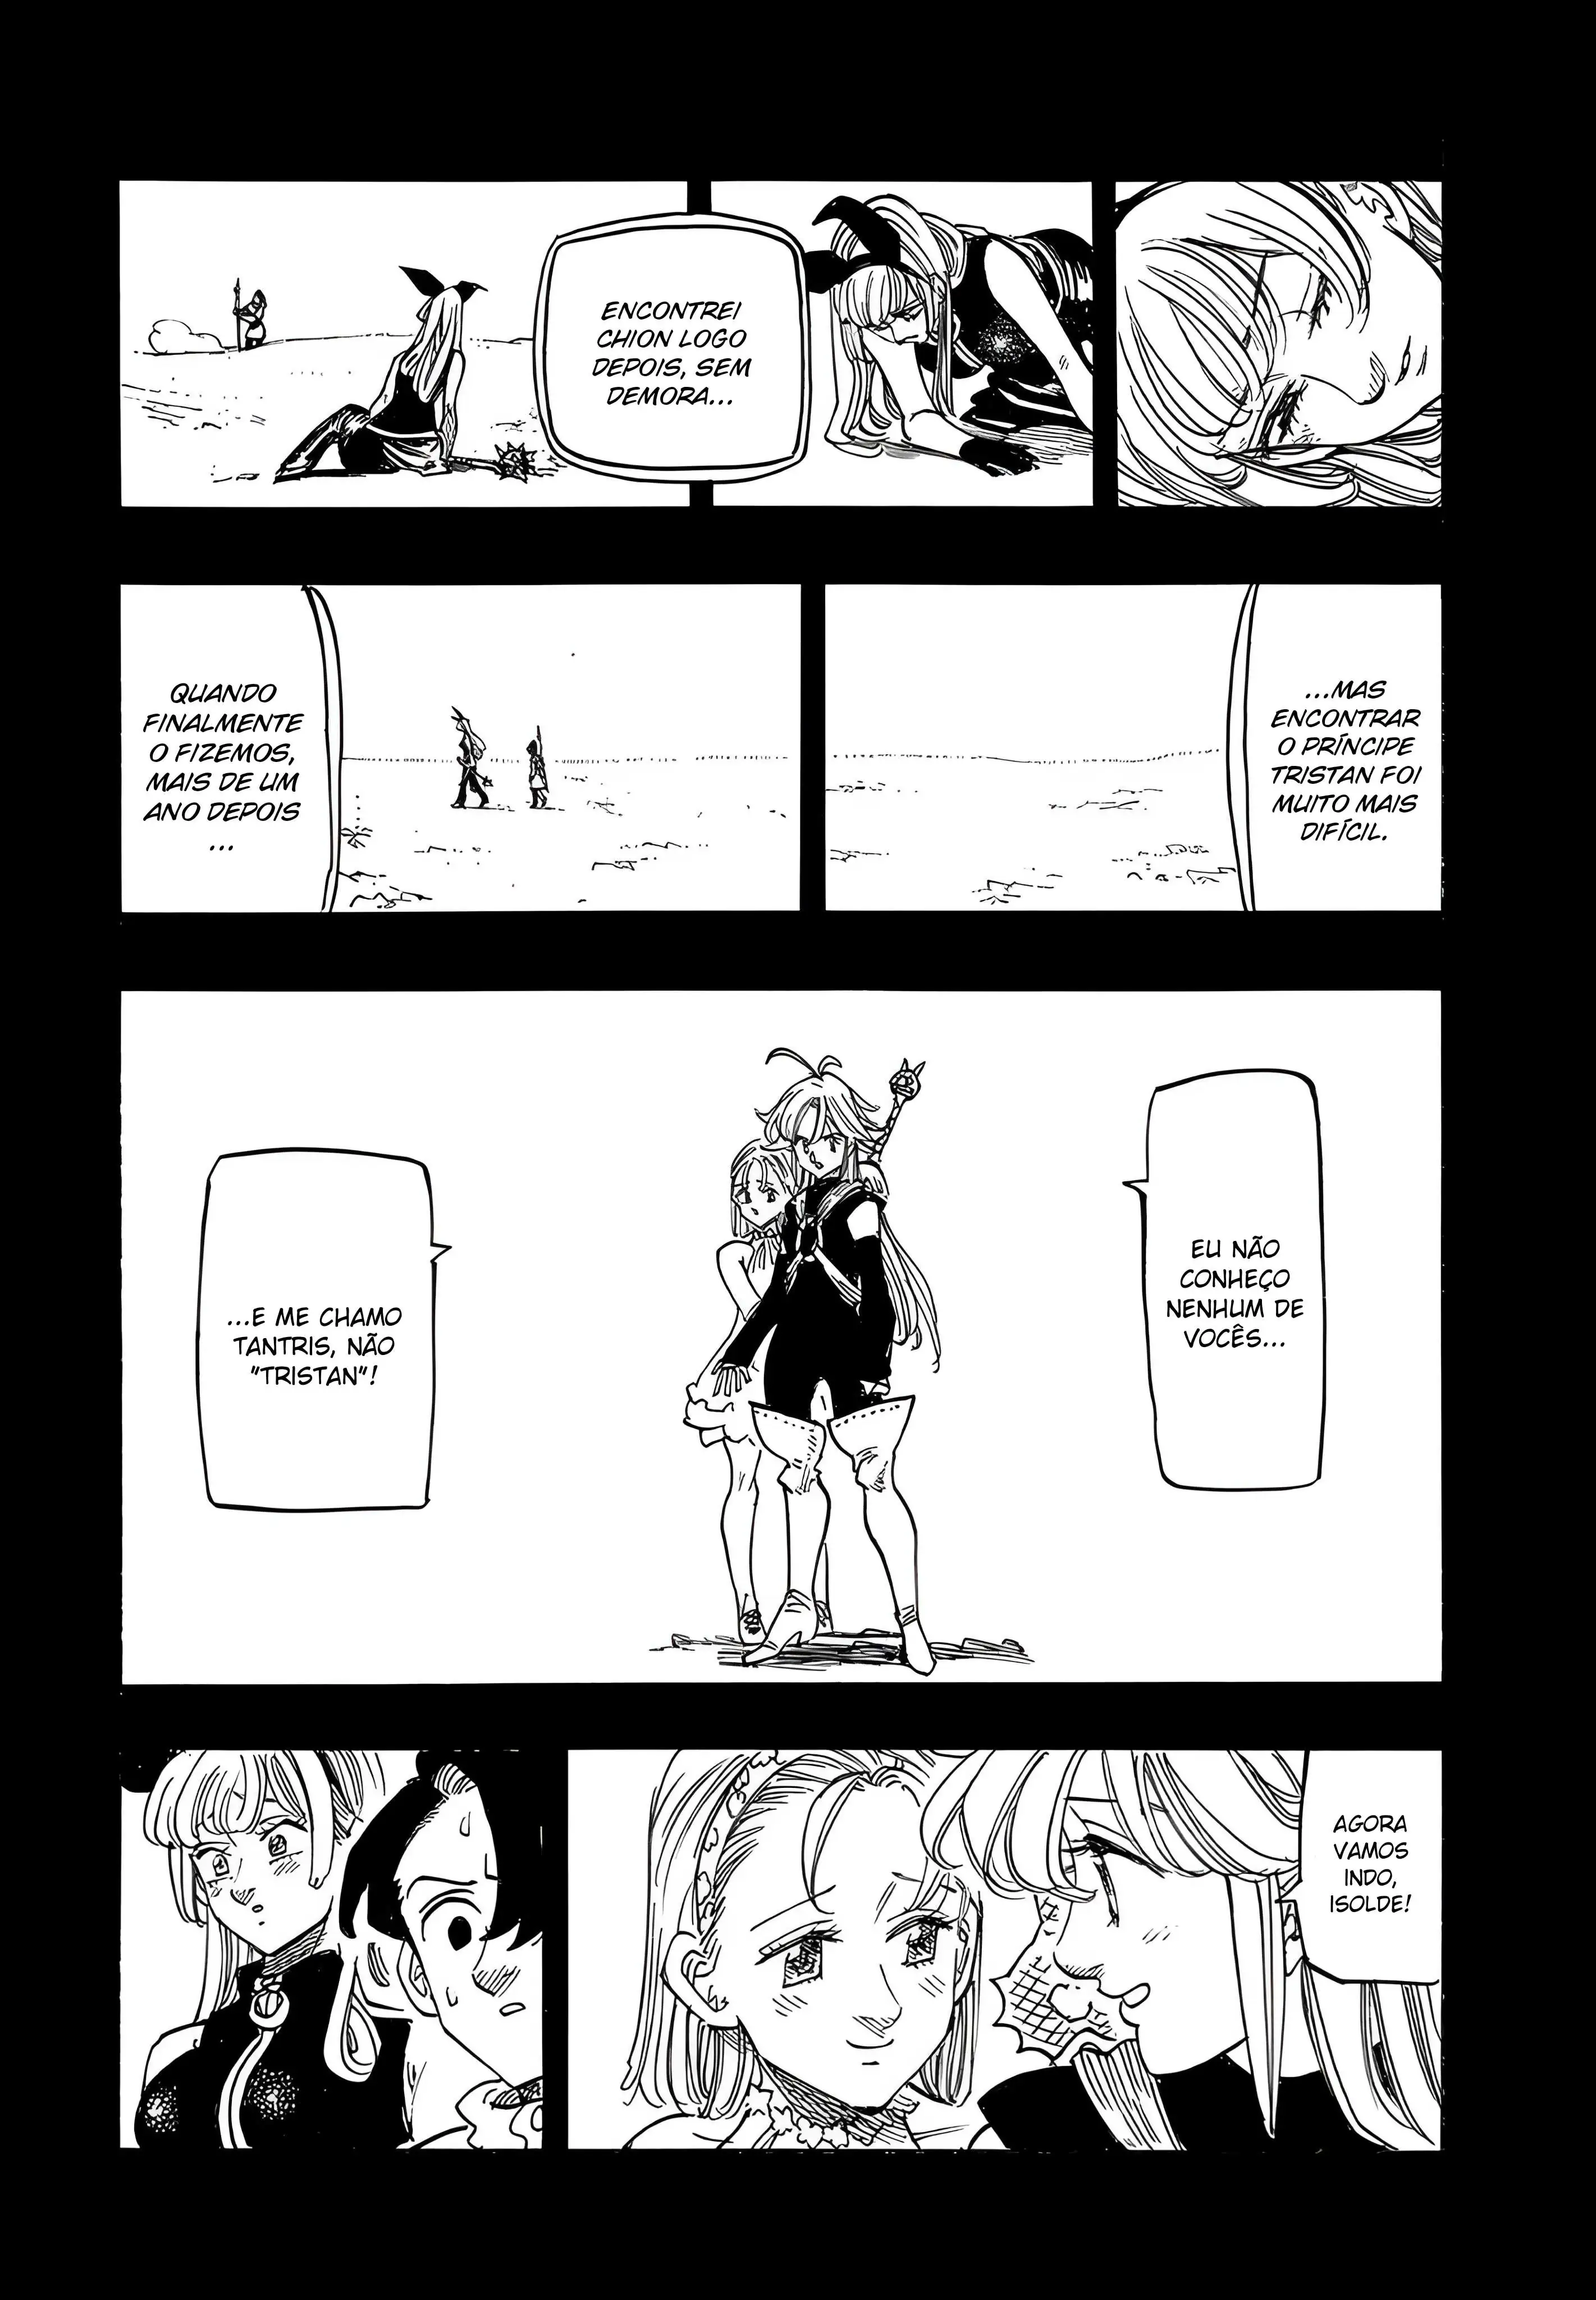 ENCONTREI
CHION LOGO
DEPOIS, SEM
DEMORA...
...MAS
ENCONTRAR
O PRÍNCIPE
TRISTAN FOI
MUITO MAIS
DIFÍCIL.
QUANDO
FINALMENTE
O FIZEMOS,
MAIS DE UM
ANO DEPOIS
...
EU NÃO
CONHEÇO
NENHUM DE
VOCÊS...
...E ME CHAMO
TANTRIS, NÃO
"TRISTAN"!
AGORA
VAMOS
INDO,
ISOLDE!